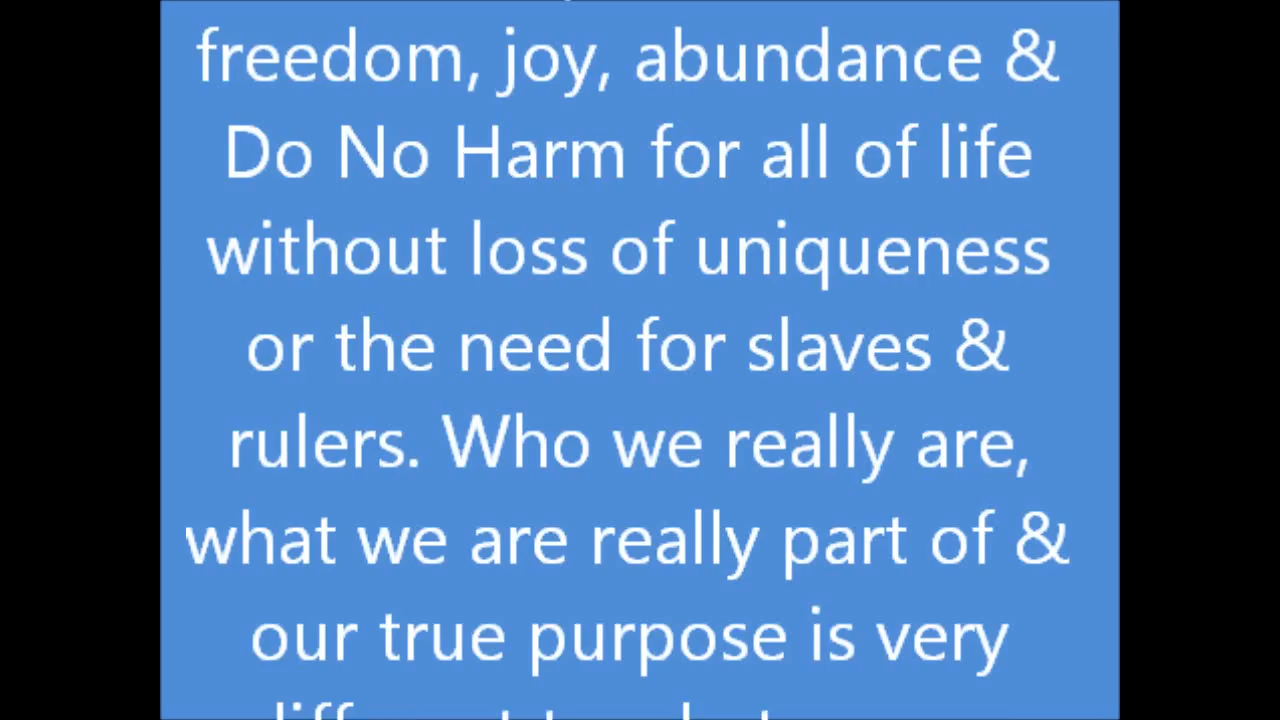 freedom, joy, abundance &
Do No Harm for all of life
without loss of uniqueness
or the need for slaves &
rulers. Who we really are,
what we are really part of &
our true purpose is very